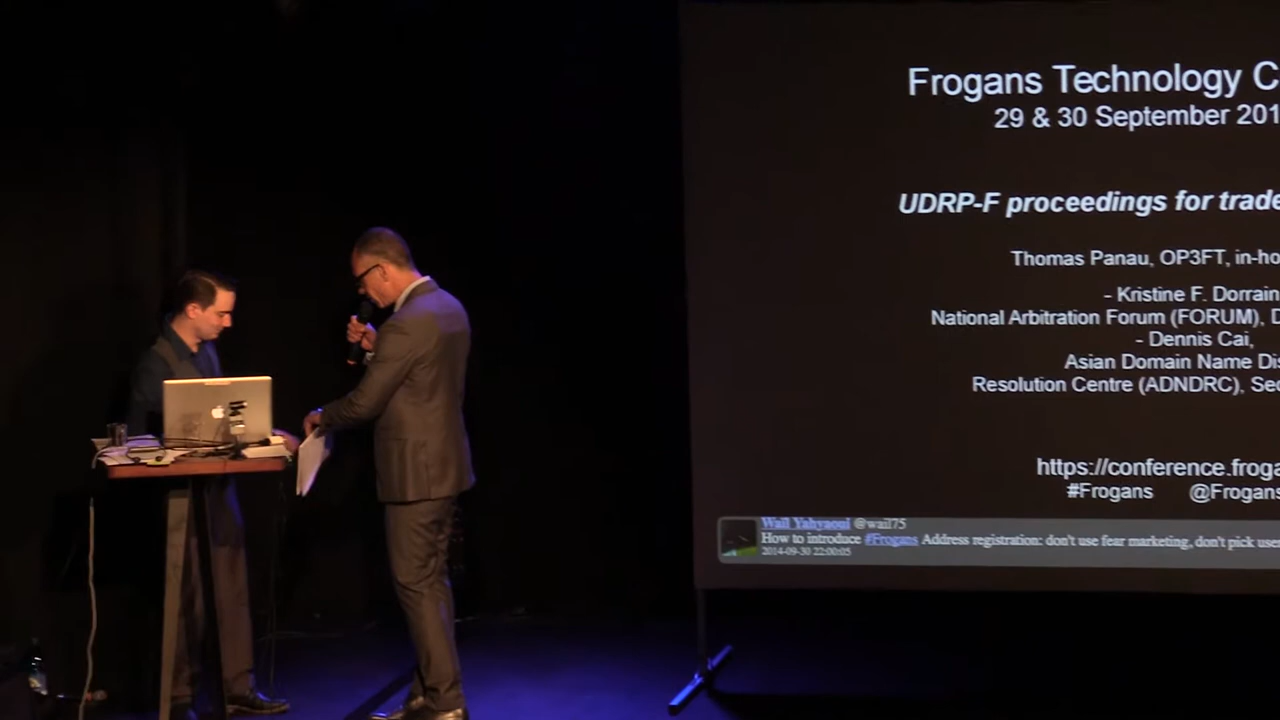 Frogans Technology C
29 & 30 September 201
UDRP-F proceedings for trade
Thomas Panau, OP3FT, in-ho
- Kristine F. Dorrain
National Arbitration Forum (FORUM), D
- Dennis Cai,
Asian Domain Name Dis
Resolution Centre (ADNDRC), Sec
https://conference.froga
#Frogans @Frogans
Wail Yahyaoui @wail75
How to introduce #Frogans Address registration: don't use fear marketing, don't pick user
2014-09-30 22:00:05